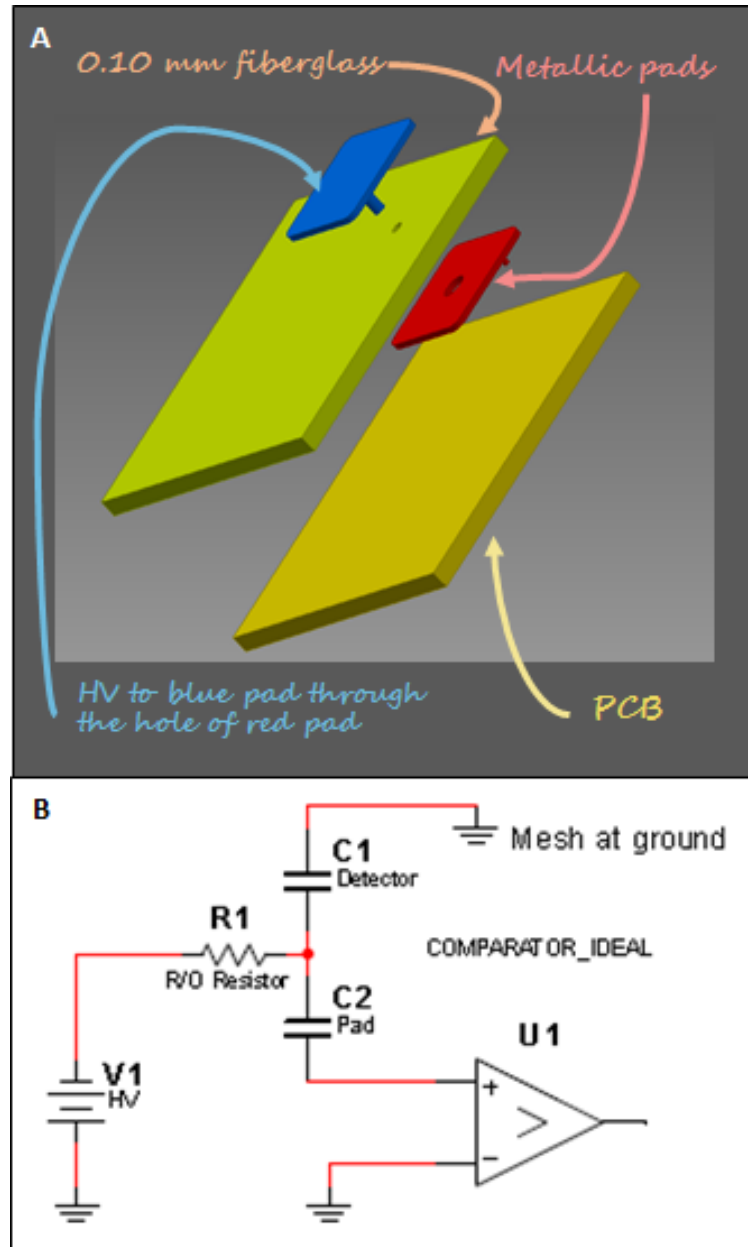 A
0.10 mm fiberglass
Metallic pads
HV to blue pad through
the hole of red pad
PCB
B
C1
Detector
Mesh at ground
R1
R/O Resistor
COMPARATOR_IDEAL
C2
Pad
U1
V1
HV
+
>
−